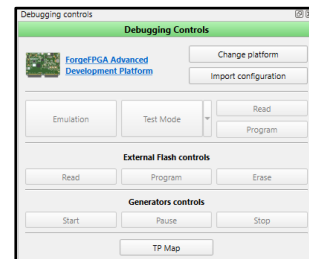 Debugging controls
Debugging Controls
ForgeFPGA Advanced
Development Platform
Change platform
Import configuration
Emulation
Test Mode
Read
Program
External Flash controls
Read
Program
Erase
Generators controls
Start
Pause
Stop
TP Map